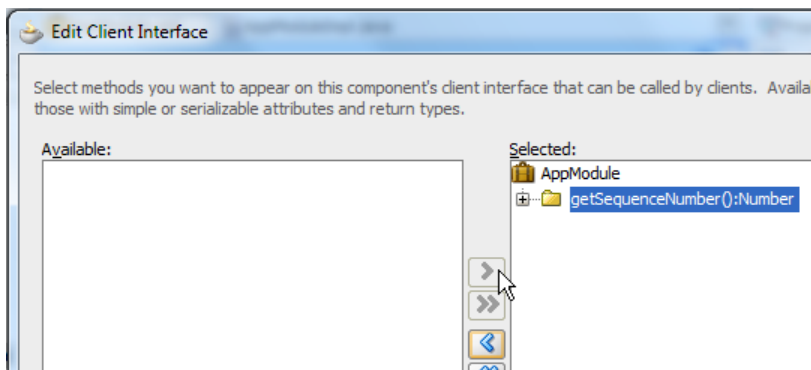 Edit Client Interface
Select methods you want to appear on this component's client interface that can be called by clients. Availa
those with simple or serializable attributes and return types.
Available:
Selected:
AppModule
getSequenceNumber():Number